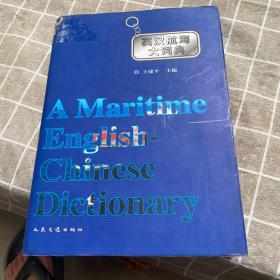 英汉航海
大词典
王建平 主编
A Maritime
English-
Chinese
Dictionary
人民交通出版社